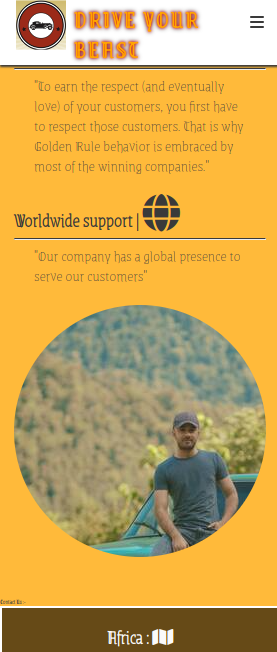 DRIVE YOUR
BEAST
"To earn the respect (and eventually
love) of your customers, you first have
to respect those customers. That is why
Golden Rule behavior is embraced by
most of the winning companies."
Worldwide support |
"Our company has a global presence to
serve our customers"
Contact Us :-
Africa :